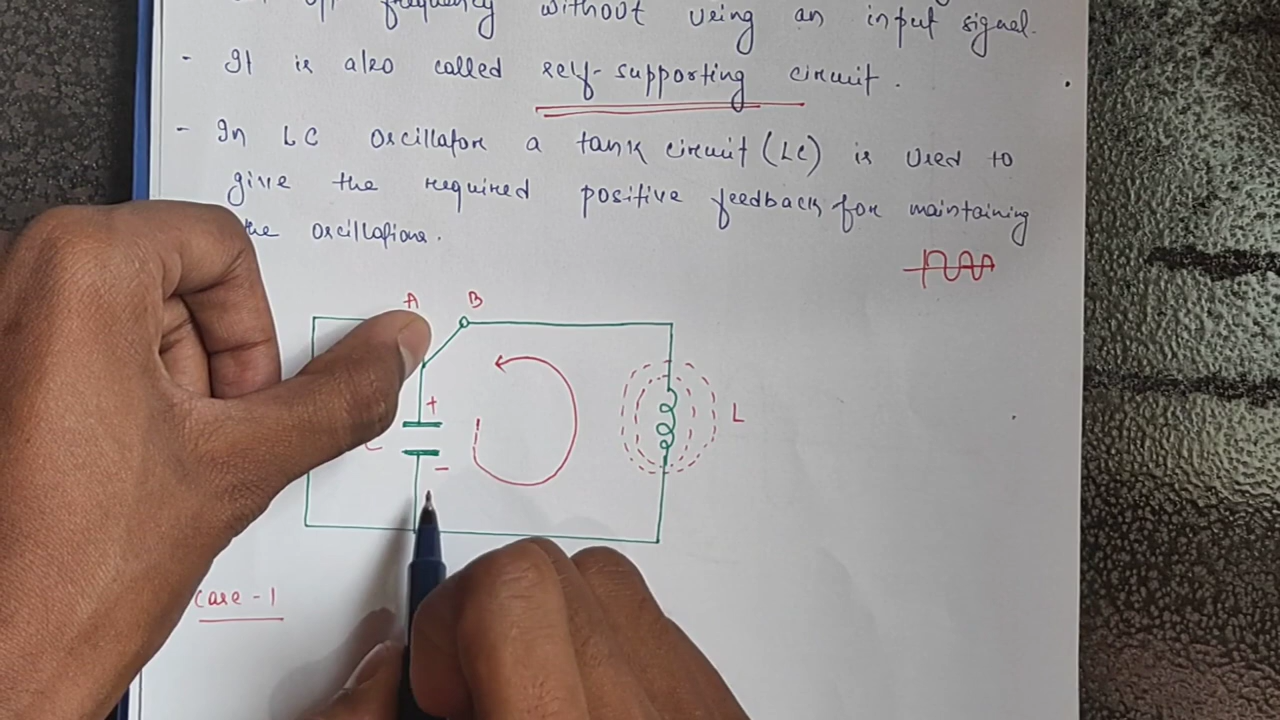 frequency without using an input signal.
- It is also called self-supporting circuit.
- In LC oscillators a tank circuit (LC) is used to
give the required positive feedback for maintaining
the oscillations.
A B
+
C L
-
Case-1